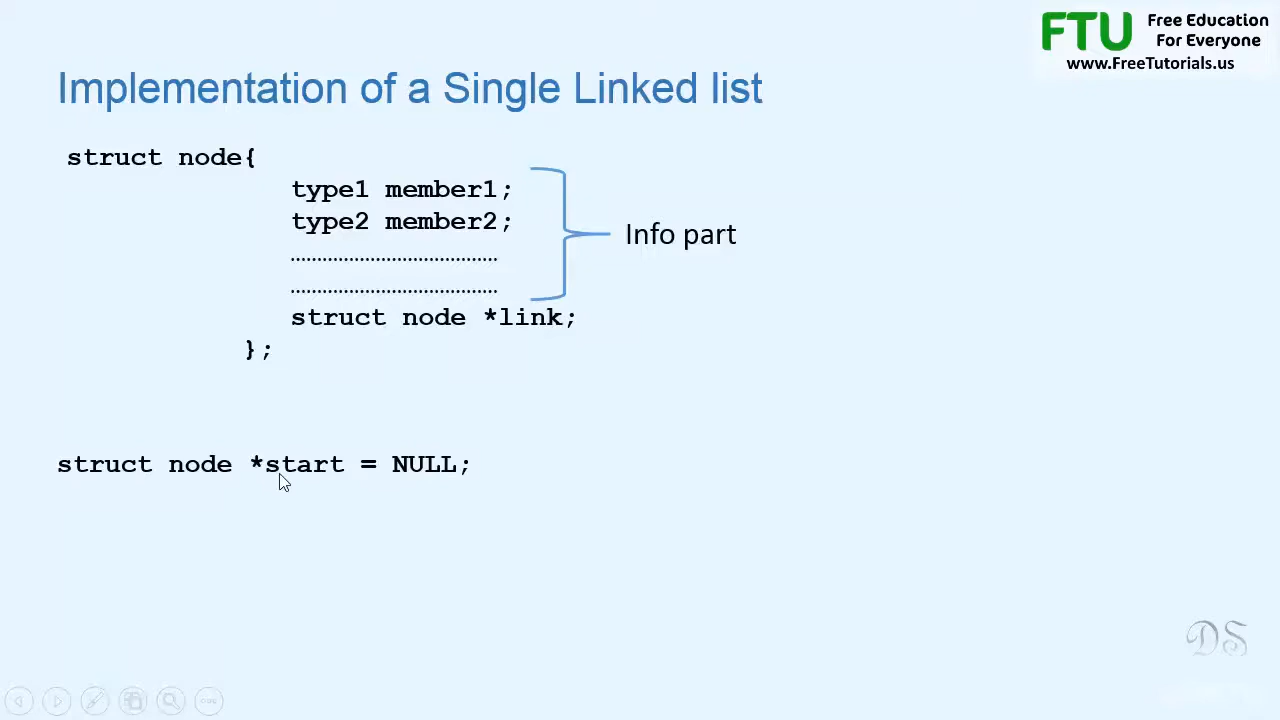 FTU Free Education
For Everyone
www.FreeTutorials.us
Implementation of a Single Linked list
struct node{
type1 member1;
type2 member2;
.......................................
.......................................
struct node *link;
};
Info part
struct node *start = NULL;
DS